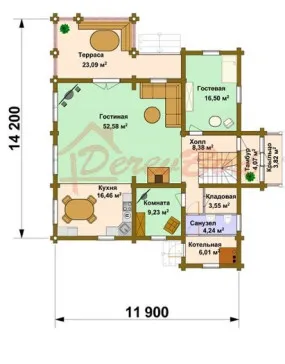 Терраса
23,09 м²
Гостевая
16,50 м²
Гостиная
52,58 м²
Холл
8,38 м²
Тамбур
4,07 м²
Крыльцо
3,82 м²
Кухня
16,46 м²
Комната
9,23 м²
Кладовая
3,55 м²
Санузел
4,24 м²
Котельная
6,01 м²
14 200
11 900